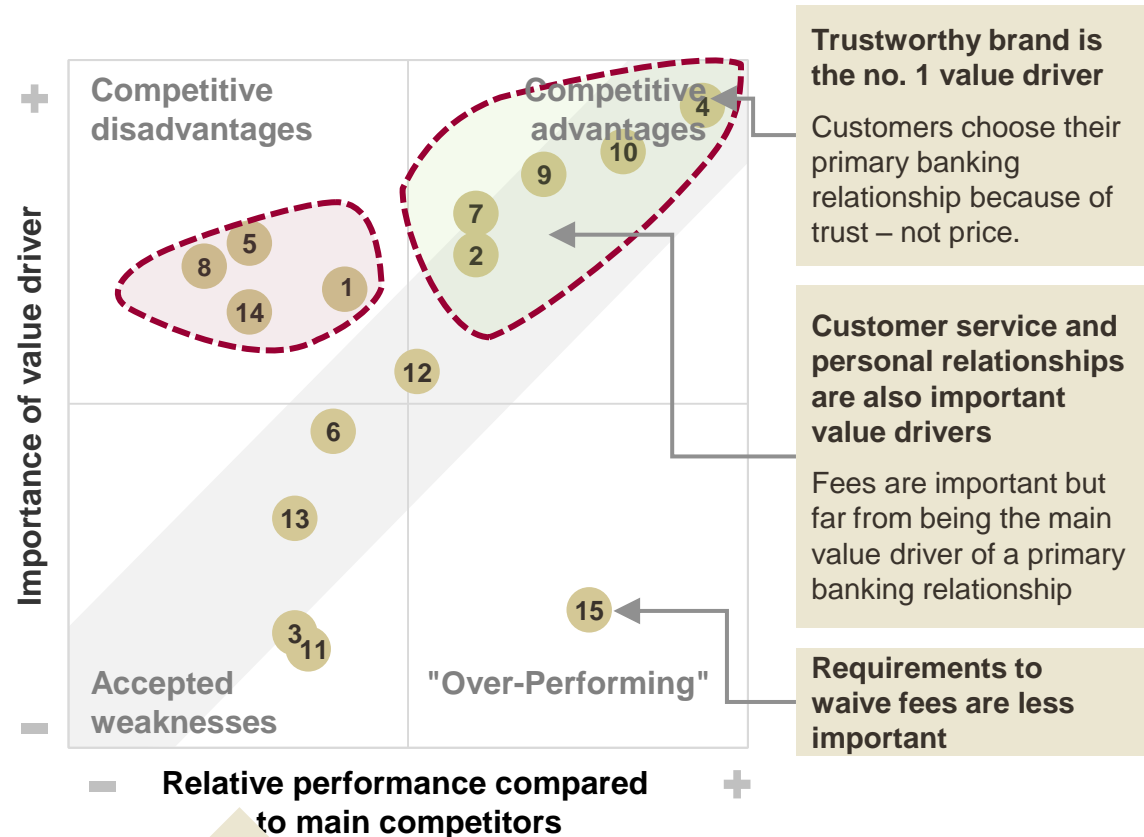 Competitive
disadvantages
Competitive
advantages
4
10
9
7
2
5
8
1
14
12
6
13
3
11
15
Accepted
weaknesses
"Over-Performing"
Importance of value driver
Relative performance compared
to main competitors
Trustworthy brand is
the no. 1 value driver
Customers choose their
primary banking
relationship because of
trust – not price.
Customer service and
personal relationships
are also important
value drivers
Fees are important but
far from being the main
value driver of a primary
banking relationship
Requirements to
waive fees are less
important